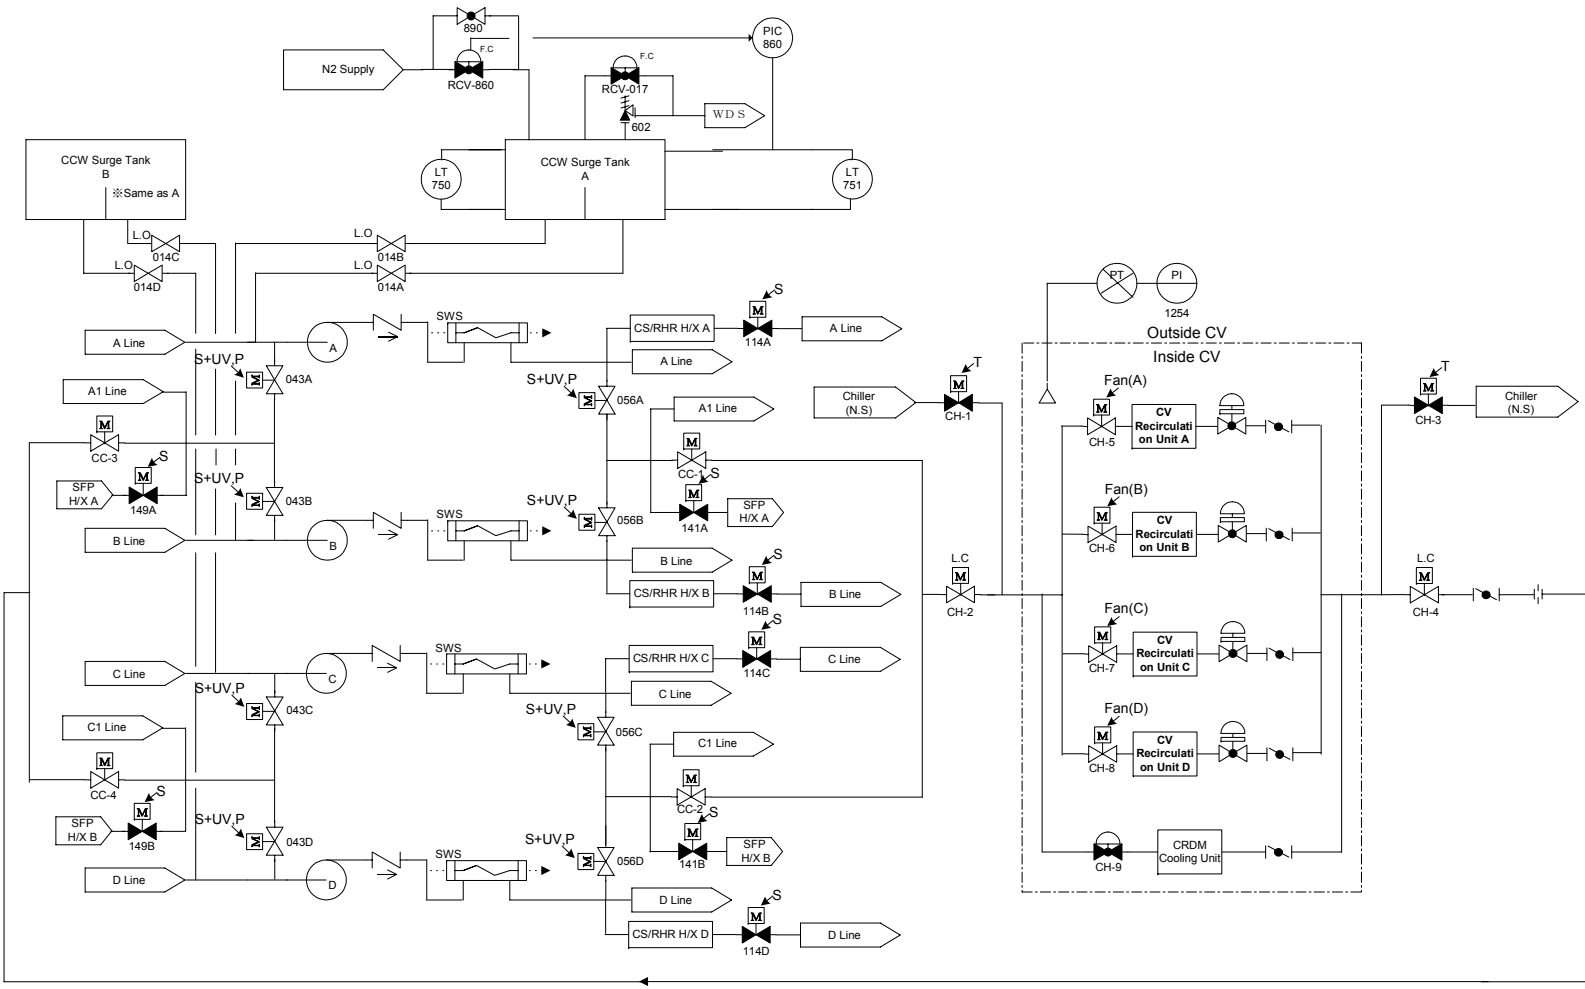 890
PIC
860
F.C
N2 Supply
RCV-860
F.C
RCV-017
WDS
602
CCW Surge Tank
B
※Same as A
LT
750
CCW Surge Tank
A
LT
751
L.O
014C
L.O
014B
L.O
014D
L.O
014A
PT
PI
1254
SWS
S
M
A Line
A
CS/RHR H/X A
114A
A Line
Outside CV
Inside CV
S+UV,P
M
043A
A Line
A1 Line
S+UV,P
M
056A
A1 Line
T
M
Chiller
(N.S)
CH-1
Fan(A)
M
CH-5
CV
Recirculati
on Unit A
T
M
CH-3
Chiller
(N.S)
M
CC-3
M
CC-1
S
M
SFP
H/X A
149A
S+UV,P
M
043B
S+UV,P
M
056B
S
M
141A
SFP
H/X A
Fan(B)
M
CH-6
CV
Recirculati
on Unit B
SWS
B Line
B
B Line
S
M
CS/RHR H/X B
114B
B Line
L.C
M
CH-2
L.C
M
CH-4
Fan(C)
M
CH-7
CV
Recirculati
on Unit C
SWS
S
M
C Line
C
CS/RHR H/X C
114C
C Line
S+UV,P
M
043C
C Line
C1 Line
S+UV,P
M
056C
C1 Line
Fan(D)
M
CH-8
CV
Recirculati
on Unit D
M
CC-4
M
CC-2
S
M
SFP
H/X B
149B
S+UV,P
M
043D
S+UV,P
M
056D
S
M
141B
SFP
H/X B
CH-9
CRDM
Cooling Unit
SWS
D Line
D
D Line
S
M
CS/RHR H/X D
114D
D Line